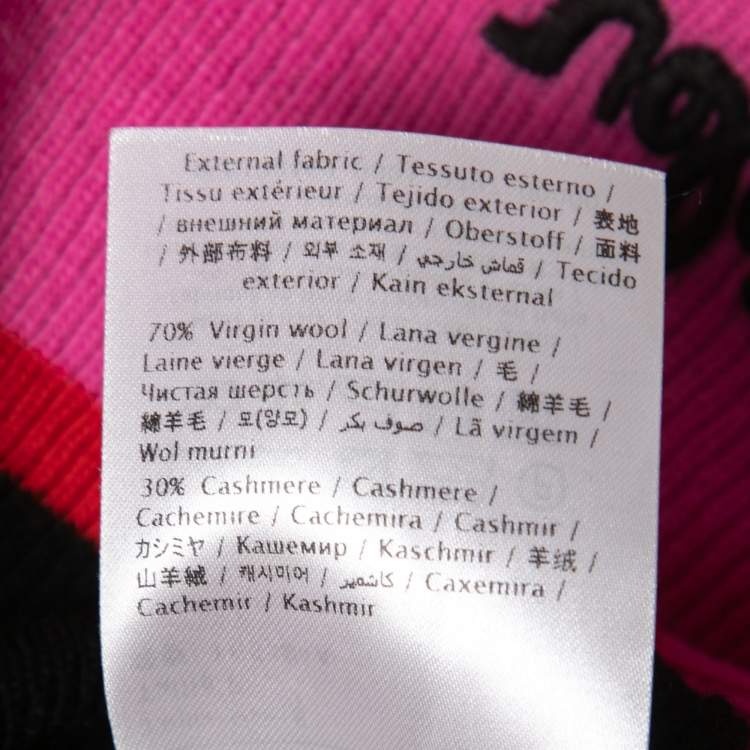 External fabric / Tessuto esterno /
Tissu extérieur / Tejido exterior / 表地
/ внешний материал / Oberstoff / 面料
/ 外部布料 / 외부 소재 / قماش خارجي / Tecido
exterior / Kain eksternal
70% Virgin wool / Lana vergine /
Laine vierge / Lana virgen / 毛 /
Чистая шерсть / Schurwolle / 綿羊毛 /
綿羊毛 / 모(양모) / صوف بكر / Lã virgem /
Wol murni
30% Cashmere / Cashmere /
Cachemire / Cachemira / Cashmir /
カシミヤ / Кашемир / Kaschmir / 羊绒 /
山羊絨 / 캐시미어 / كاشمير / Caxemira /
Cachemir / Kashmir